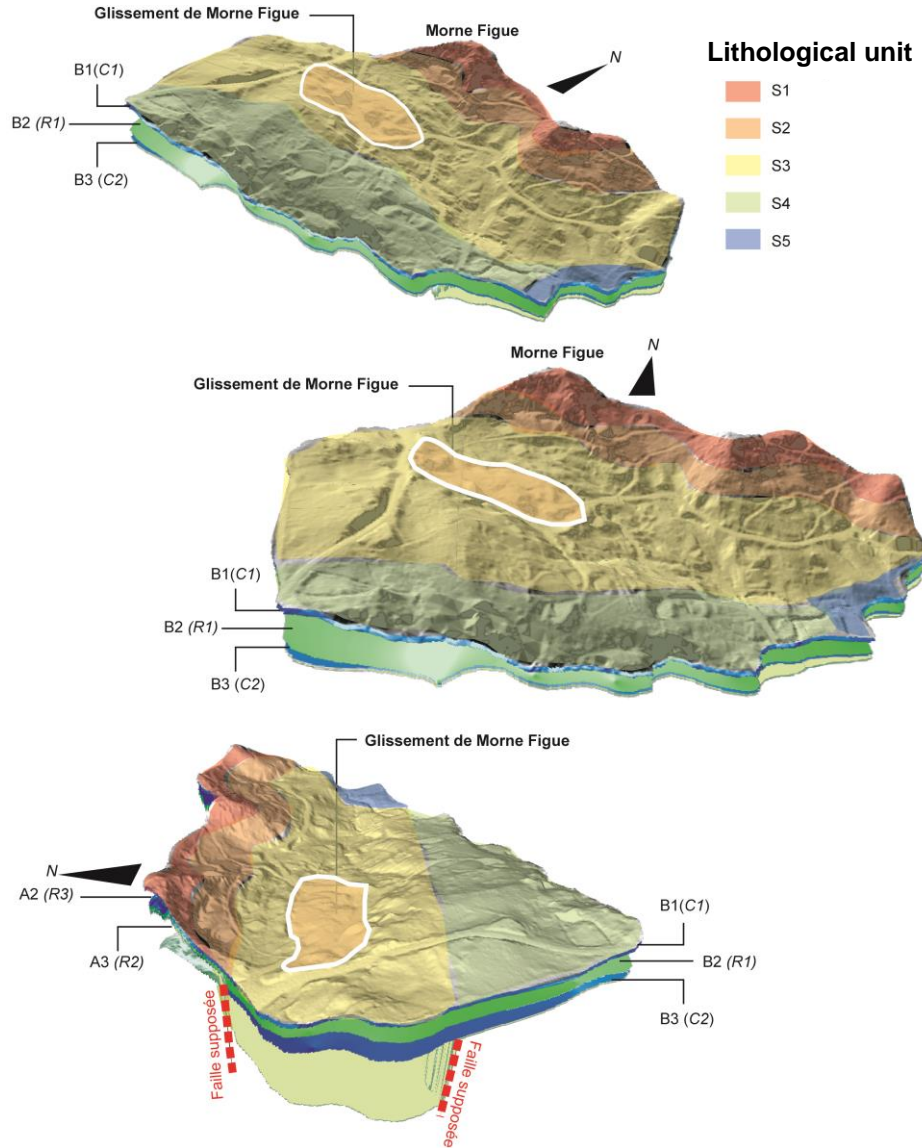 Glissement de Morne Figue
Morne Figue
N
Lithological unit
S1
S2
S3
S4
S5
B1(C1)
B2 (R1)
B3 (C2)
Morne Figue
N
Glissement de Morne Figue
B1(C1)
B2 (R1)
B3 (C2)
Glissement de Morne Figue
N
A2 (R3)
A3 (R2)
B1(C1)
B2 (R1)
B3 (C2)
Faille supposée
Faille supposée